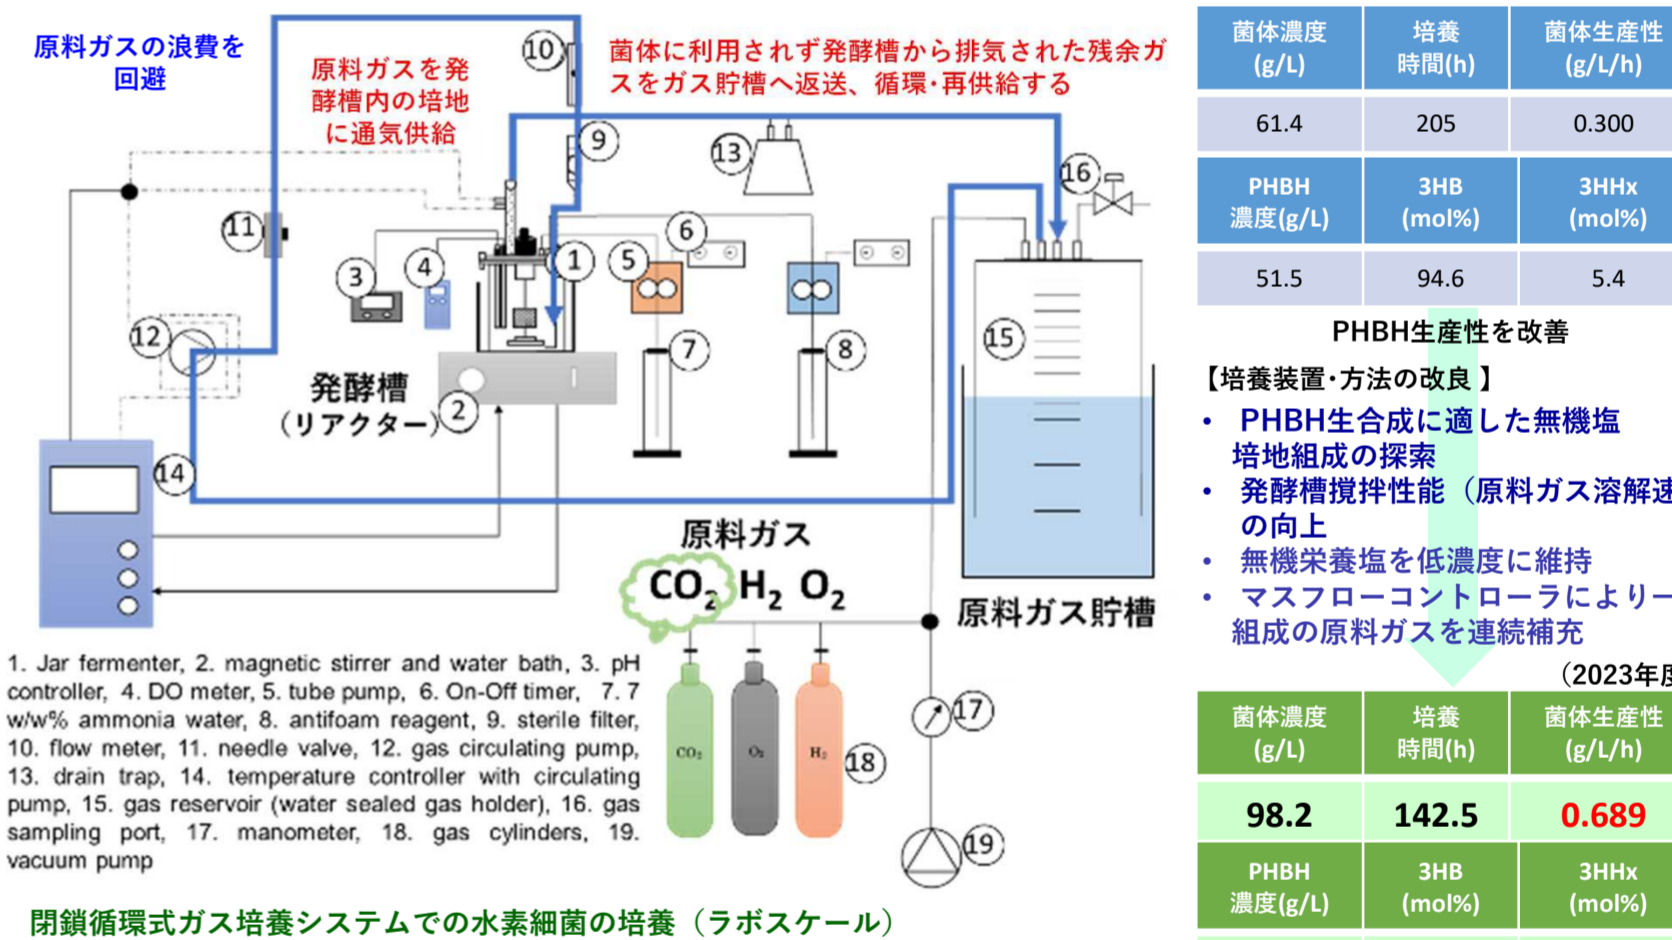 原料ガスの浪費を
回避
原料ガスを発
酵槽内の培地
に通気供給
菌体に利用されず発酵槽から排気された残余ガ
スをガス貯槽へ返送、循環･再供給する
10
9
13
16
11
3
4
1
5
6
12
7
8
15
発酵槽
（リアクター）
2
14
原料ガス
CO₂ H₂ O₂
原料ガス貯槽
17
CO₂
O₂
H₂
18
19
1. Jar fermenter, 2. magnetic stirrer and water bath, 3. pH
controller, 4. DO meter, 5. tube pump, 6. On-Off timer, 7. 7
w/w% ammonia water, 8. antifoam reagent, 9. sterile filter,
10. flow meter, 11. needle valve, 12. gas circulating pump,
13. drain trap, 14. temperature controller with circulating
pump, 15. gas reservoir (water sealed gas holder), 16. gas
sampling port, 17. manometer, 18. gas cylinders, 19.
vacuum pump
閉鎖循環式ガス培養システムでの水素細菌の培養（ラボスケール）
菌体濃度 培養 菌体生産性
(g/L) 時間(h) (g/L/h)
61.4 205 0.300
PHBH 3HB 3HHx
濃度(g/L) (mol%) (mol%)
51.5 94.6 5.4
PHBH生産性を改善
【培養装置･方法の改良 】
• PHBH生合成に適した無機塩
培地組成の探索
• 発酵槽撹拌性能（原料ガス溶解速
の向上
• 無機栄養塩を低濃度に維持
• マスフローコントローラにより一
組成の原料ガスを連続補充
（2023年度
菌体濃度 培養 菌体生産性
(g/L) 時間(h) (g/L/h)
98.2 142.5 0.689
PHBH 3HB 3HHx
濃度(g/L) (mol%) (mol%)